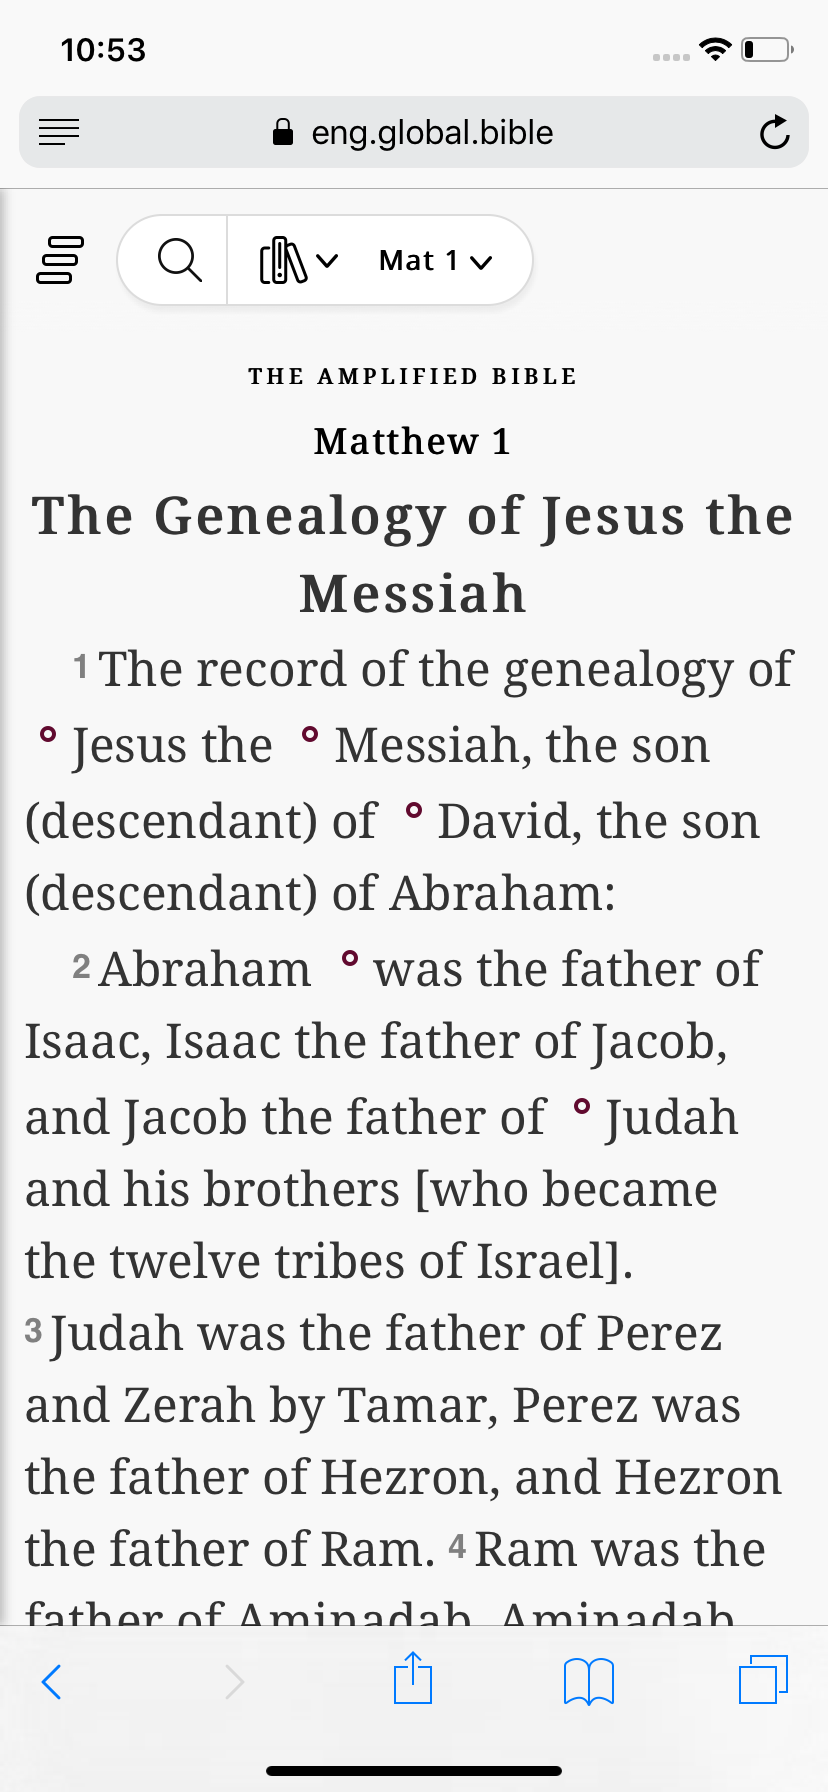 10:53
eng.global.bible
Mat 1
THE AMPLIFIED BIBLE
Matthew 1
The Genealogy of Jesus the
Messiah
1 The record of the genealogy of
Jesus the Messiah, the son
(descendant) of David, the son
(descendant) of Abraham:
2 Abraham was the father of
Isaac, Isaac the father of Jacob,
and Jacob the father of Judah
and his brothers [who became
the twelve tribes of Israel].
3 Judah was the father of Perez
and Zerah by Tamar, Perez was
the father of Hezron, and Hezron
the father of Ram. 4 Ram was the
father of Aminadab, Aminadab